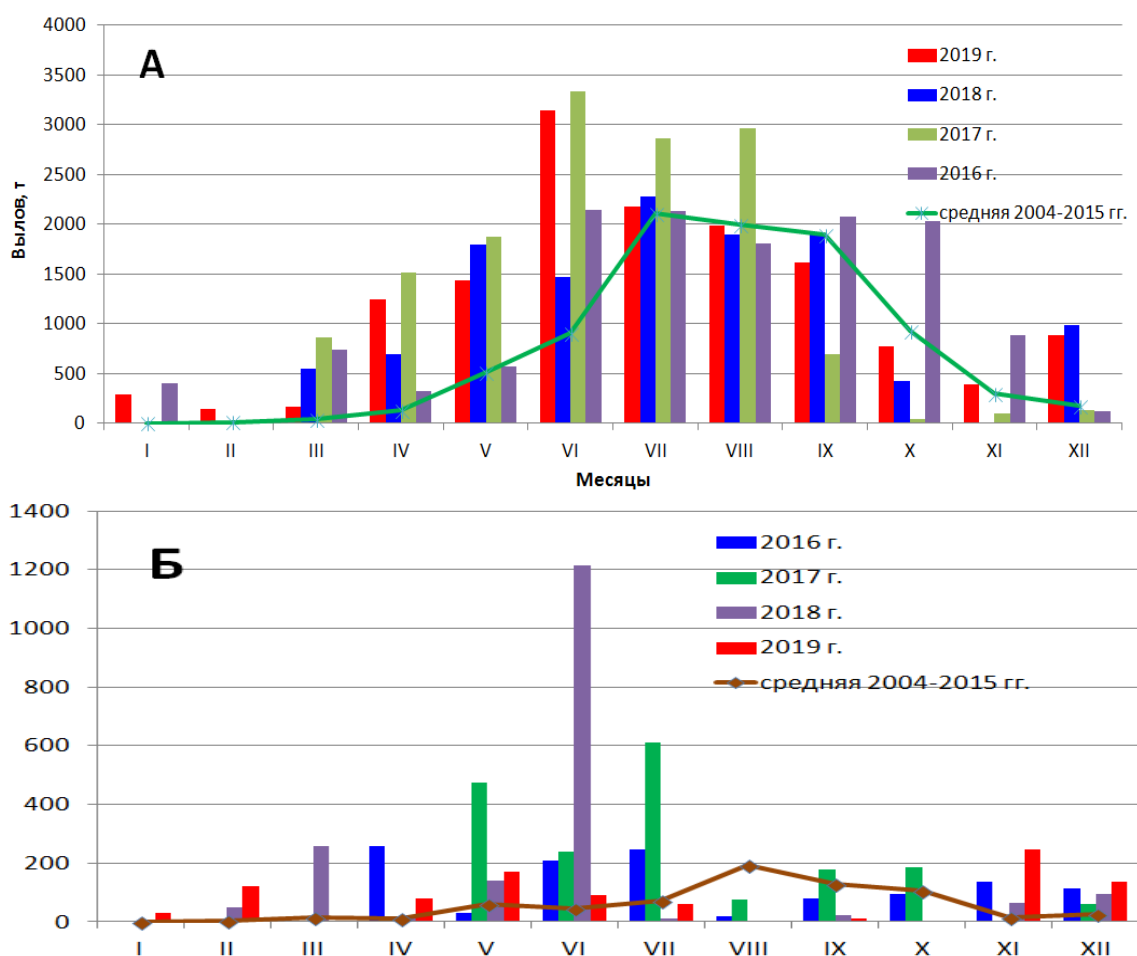 4000
А
2019 г.
3500
2018 г.
3000
2017 г.
2500
2016 г.
2000
средняя 2004-2015 гг.
1500
1000
500
0
Вылов, т
I II III IV V VI VII VIII IX X XI XII
Месяцы
1400
Б
2016 г.
1200
2017 г.
1000
2018 г.
2019 г.
800
средняя 2004-2015 гг.
600
400
200
0
I II III IV V VI VII VIII IX X XI XII